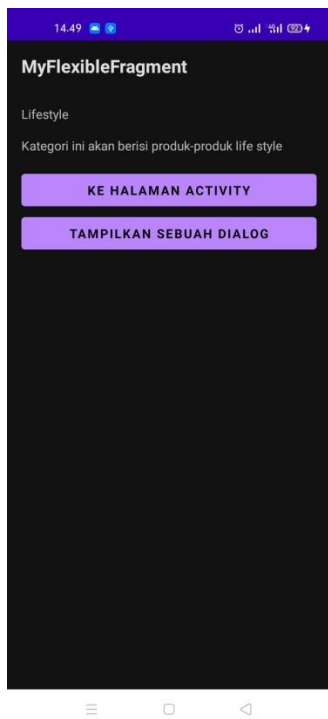 14.49
MyFlexibleFragment
Lifestyle
Kategori ini akan berisi produk-produk life style
KE HALAMAN ACTIVITY
TAMPILKAN SEBUAH DIALOG